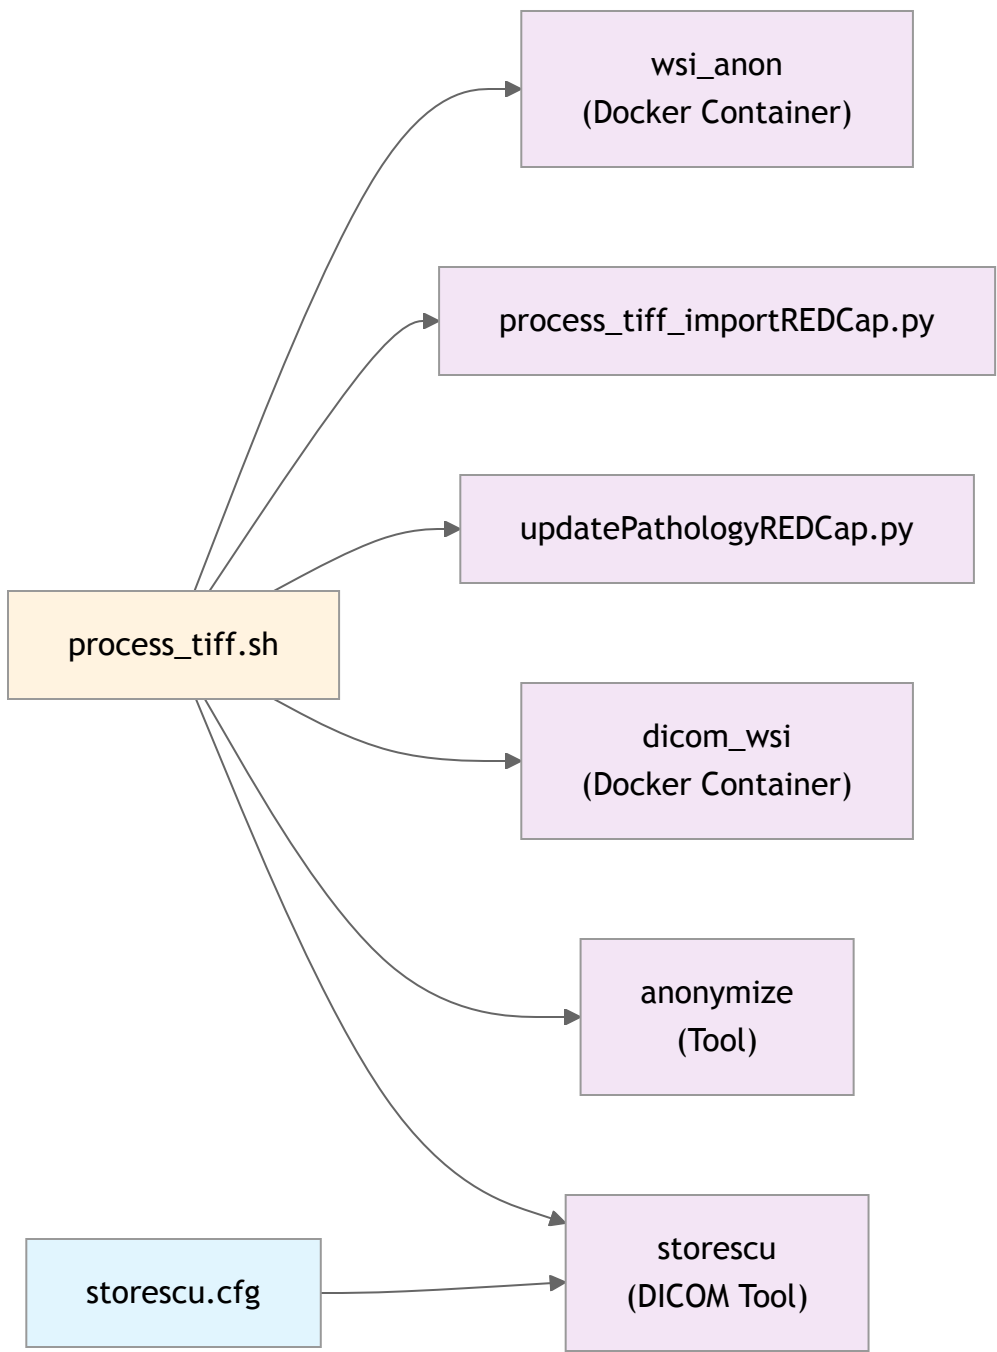 wsi_anon
(Docker Container)
process_tiff_importREDCap.py
updatePathologyREDCap.py
process_tiff.sh
dicom_wsi
(Docker Container)
anonymize
(Tool)
storescu
(DICOM Tool)
storescu.cfg